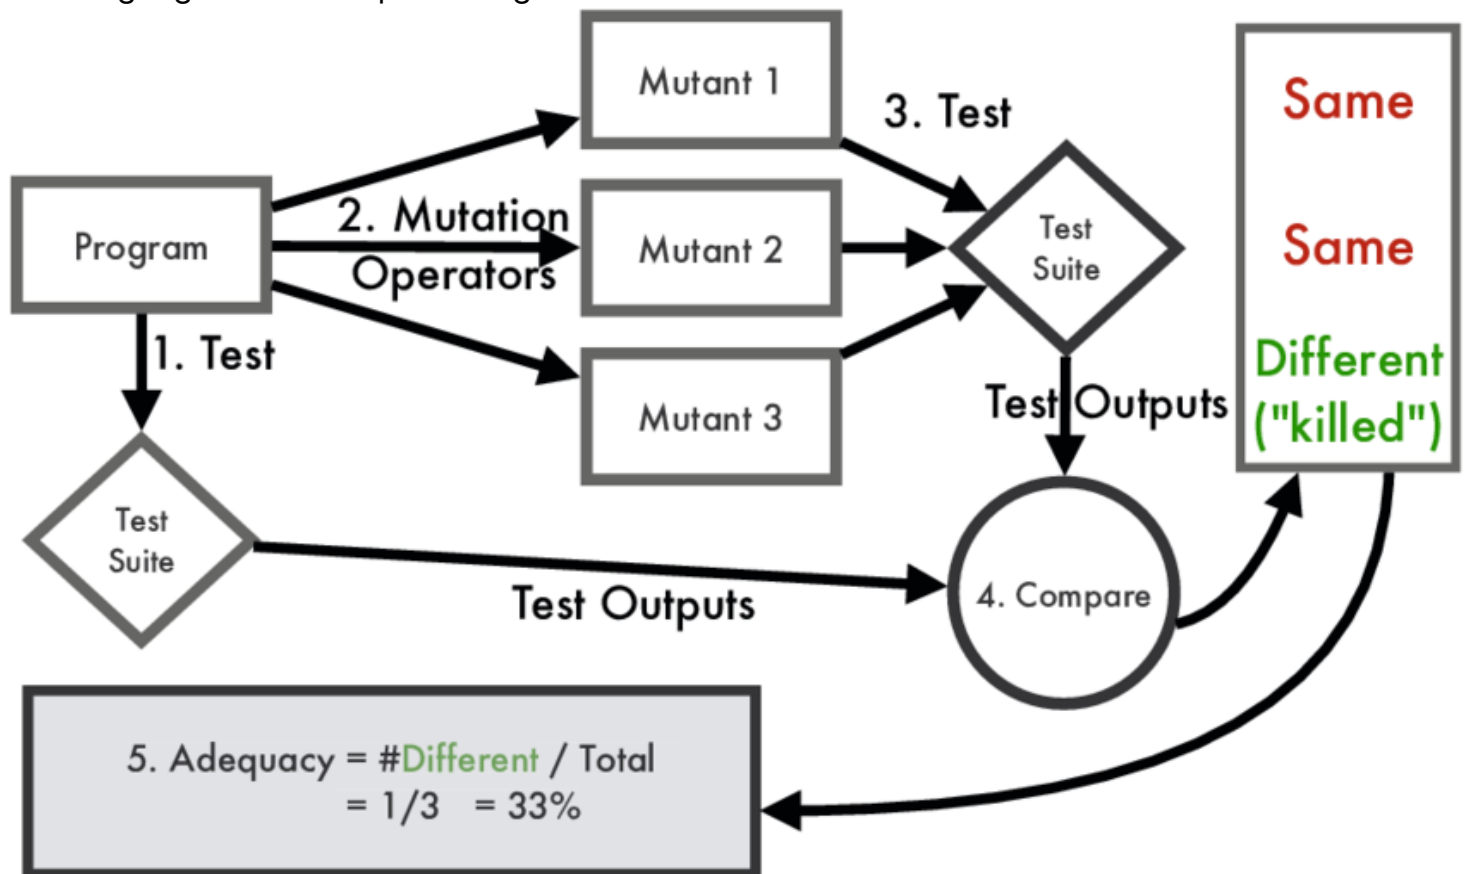 Mutant 1
3. Test
Same
2. Mutation
Operators
Program
Mutant 2
Test
Suite
Same
1. Test
Mutant 3
Test Outputs
Different
("killed")
Test
Suite
Test Outputs
4. Compare
5. Adequacy = #Different / Total
= 1/3 = 33%